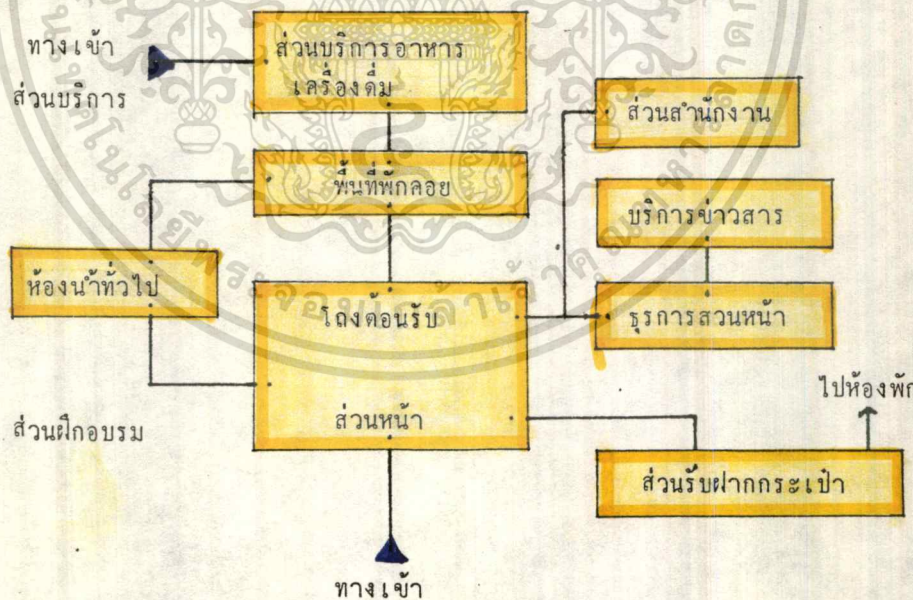 ทางเข้า
ส่วนบริการ
ส่วนบริการอาหาร
เครื่องดื่ม
ส่วนสำนักงาน
พื้นที่พักคอย
บริการข่าวสาร
ห้องน้ำทั่วไป
โถงต้อนรับ
ธุรการส่วนหน้า
ส่วนหน้า
ไปห้องพัก
ส่วนฝึกอบรม
ส่วนรับฝากกระเป๋า
ทางเข้า